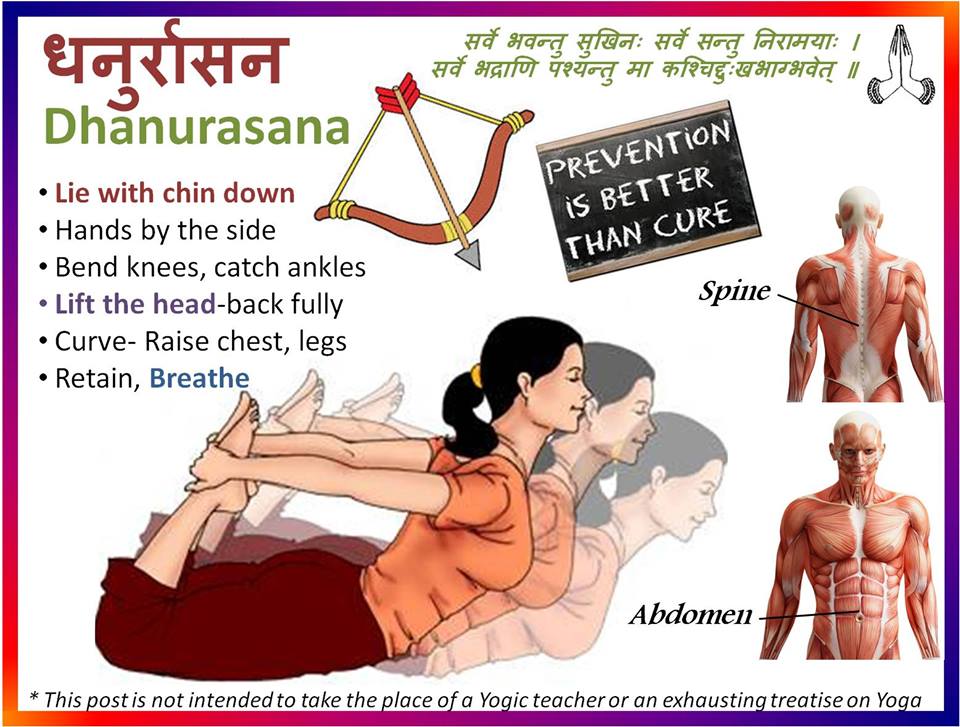 धनुर्रासन
Dhanurasana
सर्वे भवन्तु सुखिनः सर्वे सन्तु निरामयाः ।
सर्वे भद्राणि पश्यन्तु मा कश्चिद्दुःखभाग्भवेत् ॥
• Lie with chin down
• Hands by the side
• Bend knees, catch ankles
• Lift the head-back fully
• Curve- Raise chest, legs
• Retain, Breathe
PREVENTION
iS BETTER
THAN CURE
Spine
Abdomen
* This post is not intended to take the place of a Yogic teacher or an exhausting treatise on Yoga